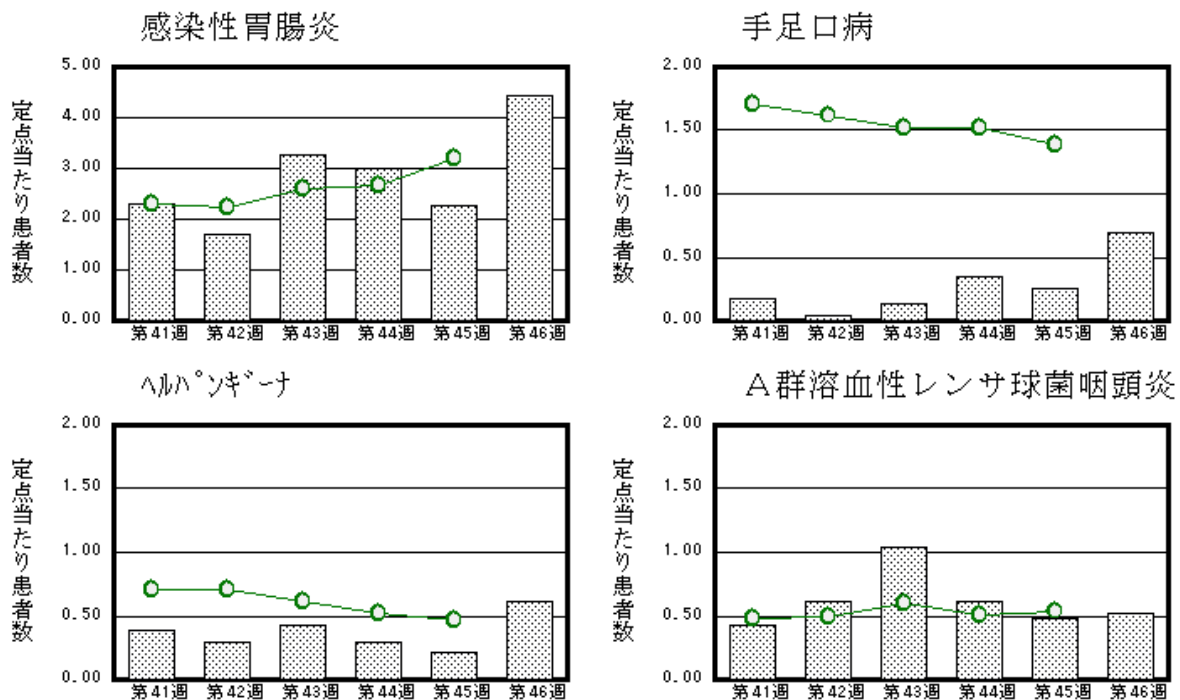 感染性胃腸炎
定点当たり患者数
5.00
4.00
3.00
2.00
1.00
0.00
第41週 第42週 第43週 第44週 第45週 第46週
手足口病
定点当たり患者数
2.00
1.50
1.00
0.50
0.00
第41週 第42週 第43週 第44週 第45週 第46週
ﾍﾙﾊﾟﾝｷﾞｰﾅ
定点当たり患者数
2.00
1.50
1.00
0.50
0.00
第41週 第42週 第43週 第44週 第45週 第46週
A群溶血性レンサ球菌咽頭炎
定点当たり患者数
2.00
1.50
1.00
0.50
0.00
第41週 第42週 第43週 第44週 第45週 第46週